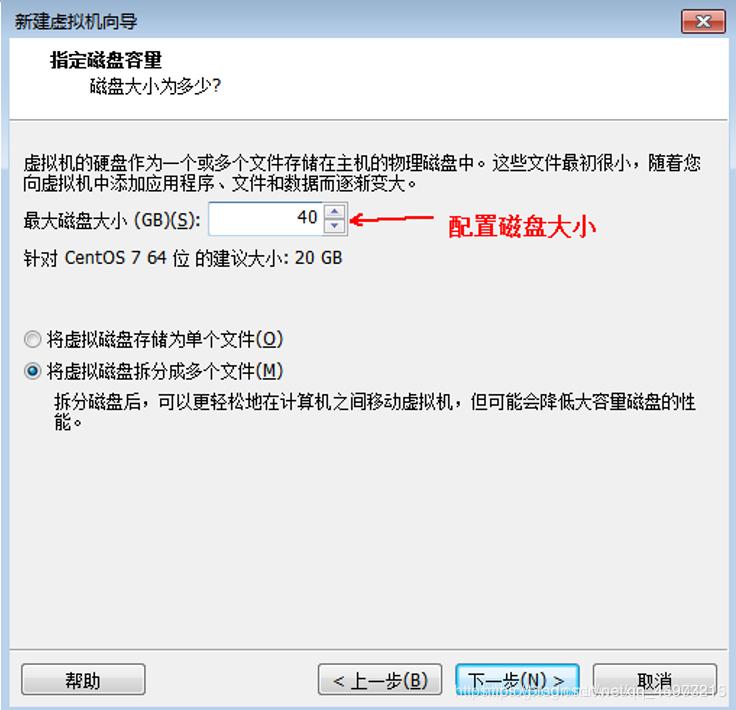 新建虚拟机向导
指定磁盘容量
磁盘大小为多少?
虚拟机的硬盘作为一个或多个文件存储在主机的物理磁盘中。这些文件最初很小，随着您
向虚拟机中添加应用程序、文件和数据而逐渐变大。
最大磁盘大小 (GB)(S): 40
配置磁盘大小
针对 CentOS 7 64 位 的建议大小: 20 GB
将虚拟磁盘存储为单个文件(O)
将虚拟磁盘拆分成多个文件(M)
拆分磁盘后，可以更轻松地在计算机之间移动虚拟机，但可能会降低大容量磁盘的性
能。
帮助 < 上一步(B) 下一步(N) > 取消